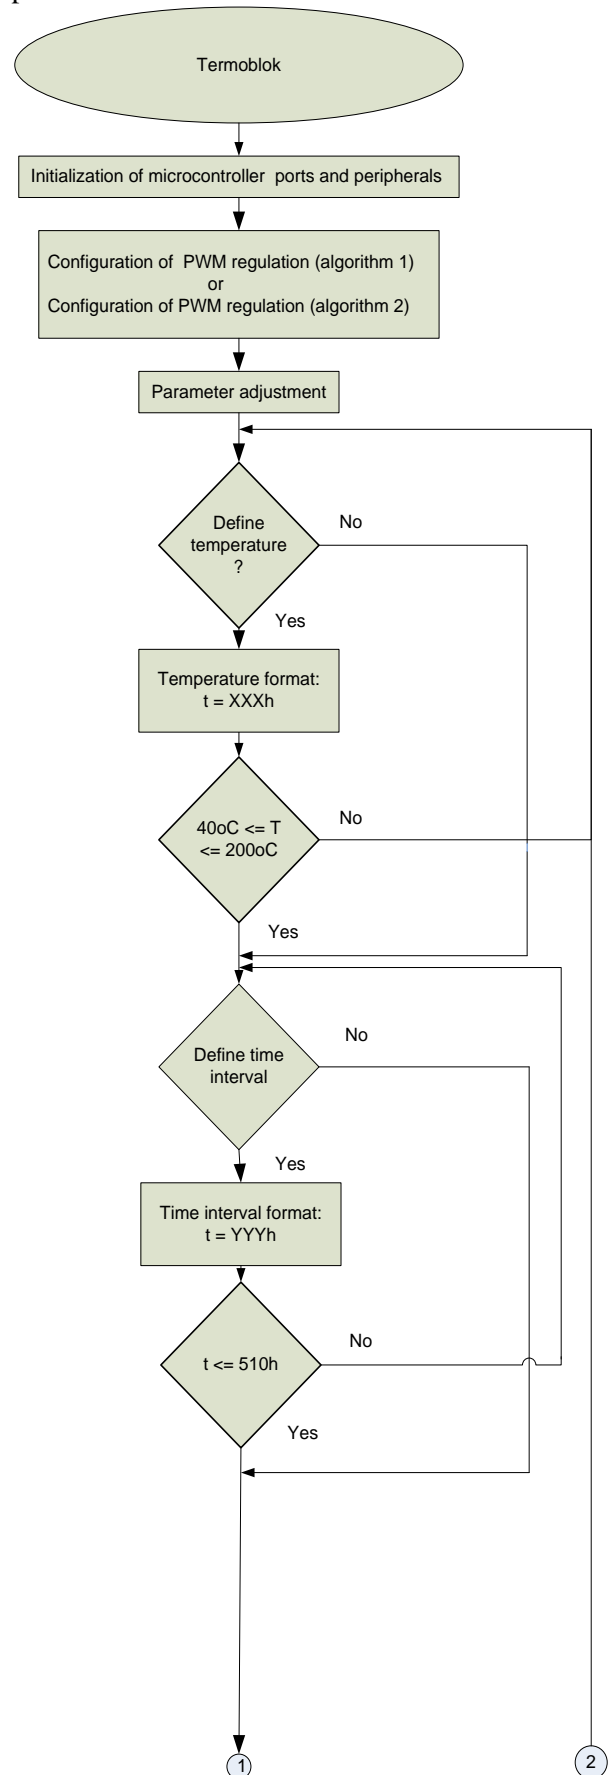 Termoblok
Initialization of microcontroller ports and peripherals
Configuration of PWM regulation (algorithm 1)
or
Configuration of PWM regulation (algorithm 2)
Parameter adjustment
Define
temperature
?
No
Yes
Temperature format:
t = XXXh
40oC <= T
<= 200oC
No
Yes
Define time
interval
No
Yes
Time interval format:
t = YYYh
t <= 510h
No
Yes
1
2